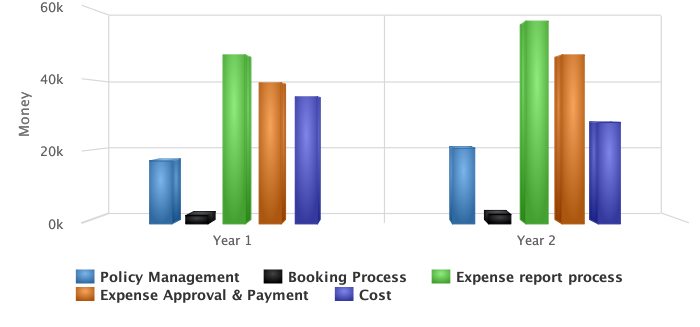 60k
40k
Money
20k
0k
Year 1 Year 2
Policy Management Booking Process Expense report process
Expense Approval & Payment Cost